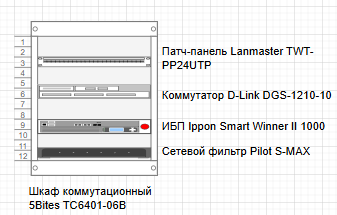 1
2
3
4
5
6
7
8
9
10
11
12
Патч-панель Lanmaster TWT-
PP24UTP
Коммутатор D-Link DGS-1210-10
ИБП Ippon Smart Winner II 1000
Сетевой фильтр Pilot S-MAX
Шкаф коммутационный
5Bites TC6401-06B